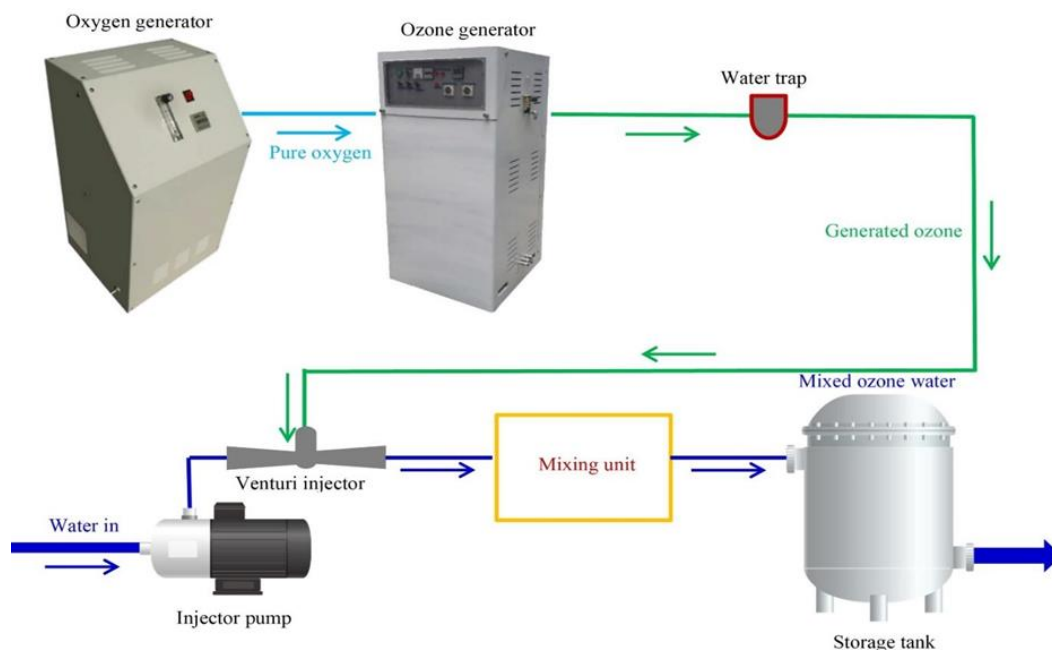 Oxygen generator
Ozone generator
Water trap
Pure oxygen
Generated ozone
Mixed ozone water
Venturi injector
Mixing unit
Water in
Injector pump
Storage tank